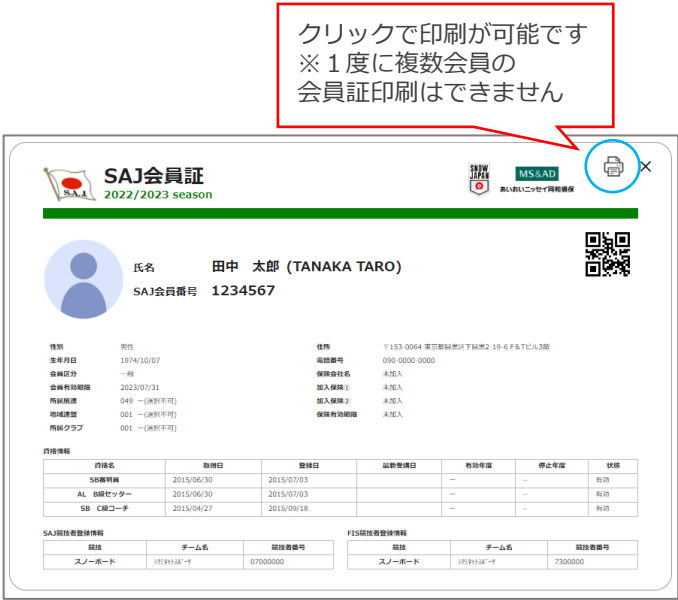 クリックで印刷が可能です
※１度に複数会員の
会員証印刷はできません
S.A.J
SAJ会員証
2022/2023 season
SNOW
JAPAN
MS&AD
あいおいニッセイ同和損保
×
氏名 田中　太郎 (TANAKA TARO)
SAJ会員番号 1234567
性別 男性
生年月日 1974/10/07
会員区分 一般
会員有効期限 2023/07/31
所属県連 049 ー(選択不可)
地域連盟 001 ー(選択不可)
所属クラブ 001 ー(選択不可)
住所 〒153-0064 東京都目黒区下目黒2-19-6 F&Tビル3階
電話番号 090-0000-0000
保険会社名 未加入
加入保険① 未加入
加入保険② 未加入
保険有効期限 未加入
資格情報
資格名 取得日 登録日 最新受講日 有効年度 停止年度 状態
SB審判員 2015/06/30 2015/07/03 ー – 有効
AL　B級セッター 2015/06/30 2015/07/03 ー – 有効
SB　C級コーチ 2015/04/27 2015/09/18 ー – 有効
SAJ競技者登録情報
競技 チーム名 競技者番号
スノーボード 07000000
FIS競技者登録情報
競技 チーム名 競技者番号
スノーボード 7300000